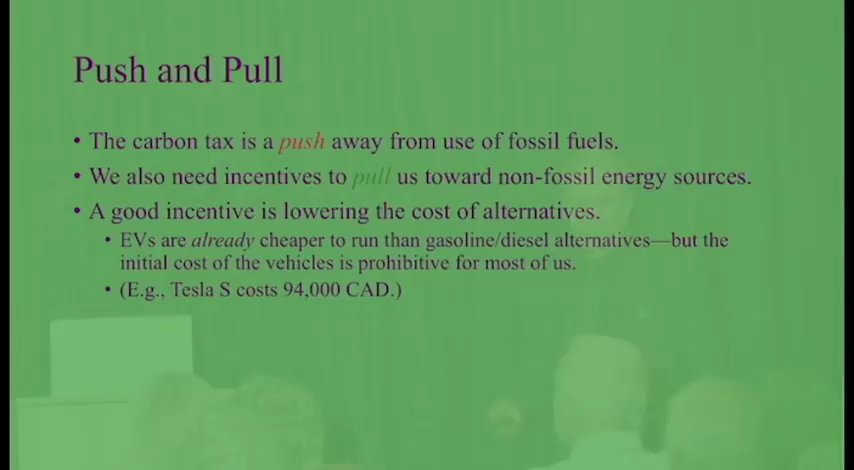 Push and Pull
• The carbon tax is a push away from use of fossil fuels.
• We also need incentives to pull us toward non-fossil energy sources.
• A good incentive is lowering the cost of alternatives.
• EVs are already cheaper to run than gasoline/diesel alternatives—but the
initial cost of the vehicles is prohibitive for most of us.
• (E.g., Tesla S costs 94,000 CAD.)